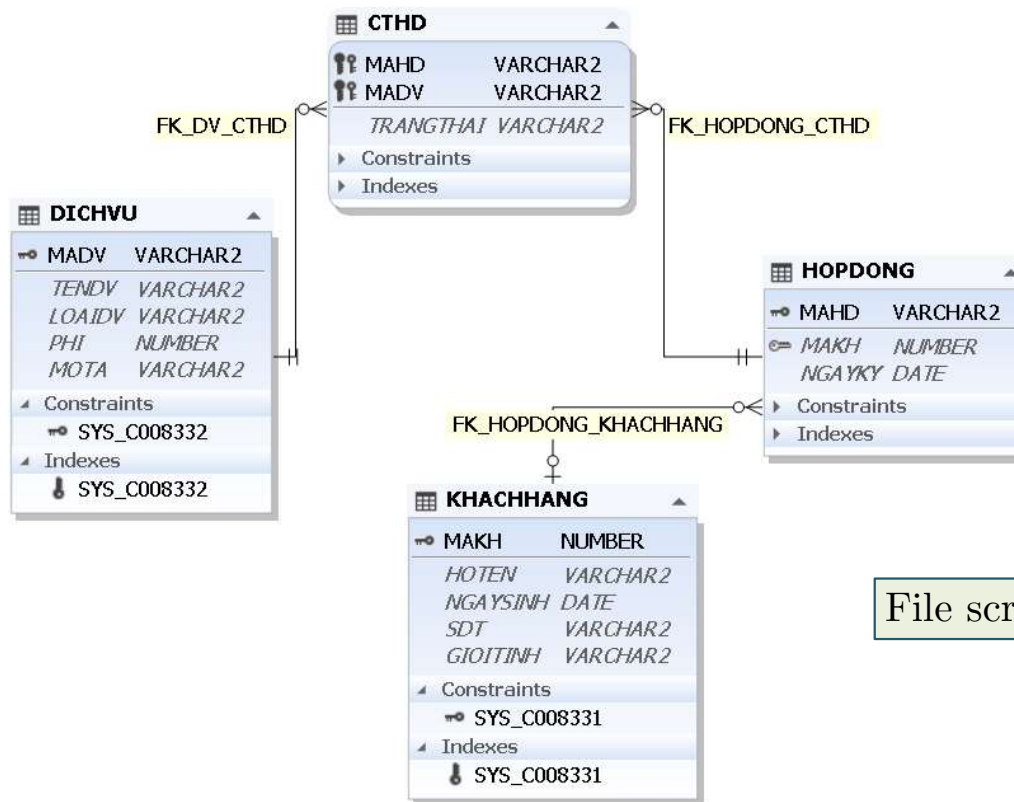 CTHD
MAHD VARCHAR2
MADV VARCHAR2
TRANGTHAI VARCHAR2
Constraints
Indexes
FK_DV_CTHD
FK_HOPDONG_CTHD
DICHVU
MADV VARCHAR2
TENDV VARCHAR2
LOAIDV VARCHAR2
PHI NUMBER
MOTA VARCHAR2
Constraints
SYS_C008332
Indexes
SYS_C008332
HOPDONG
MAHD VARCHAR2
MAKH NUMBER
NGAYKY DATE
Constraints
Indexes
FK_HOPDONG_KHACHHANG
KHACHHANG
MAKH NUMBER
HOTEN VARCHAR2
NGAYSINH DATE
SDT VARCHAR2
GIOITINH VARCHAR2
Constraints
SYS_C008331
Indexes
SYS_C008331
File